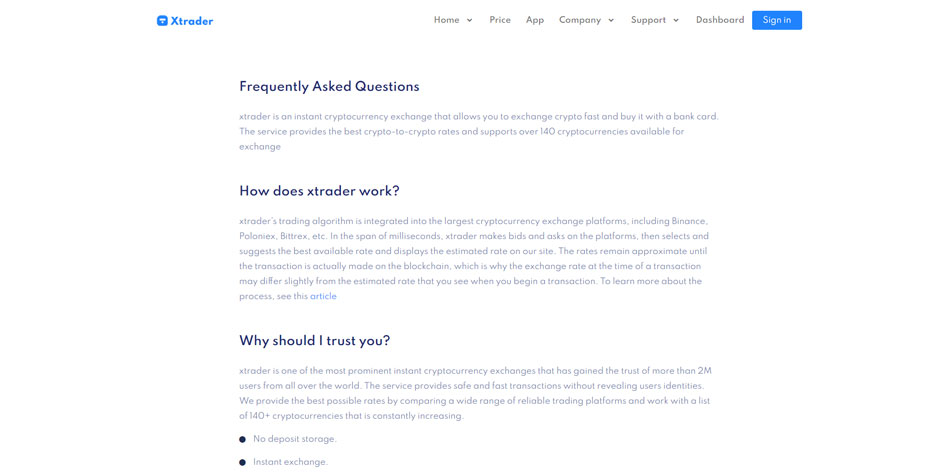 Xtrader
Home Price App Company Support Dashboard Sign in
Frequently Asked Questions
xtrader is an instant cryptocurrency exchange that allows you to exchange crypto fast and buy it with a bank card.
The service provides the best crypto-to-crypto rates and supports over 140 cryptocurrencies available for
exchange
How does xtrader work?
xtrader's trading algorithm is integrated into the largest cryptocurrency exchange platforms, including Binance,
Poloniex, Bittrex, etc. In the span of milliseconds, xtrader makes bids and asks on the platforms, then selects and
suggests the best available rate and displays the estimated rate on our site. The rates remain approximate until
the transaction is actually made on the blockchain, which is why the exchange rate at the time of a transaction
may differ slightly from the estimated rate that you see when you begin a transaction. To learn more about the
process, see this article
Why should I trust you?
xtrader is one of the most prominent instant cryptocurrency exchanges that has gained the trust of more than 2M
users from all over the world. The service provides safe and fast transactions without revealing users identities.
We provide the best possible rates by comparing a wide range of reliable trading platforms and work with a list
of 140+ cryptocurrencies that is constantly increasing.
No deposit storage.
Instant exchange.